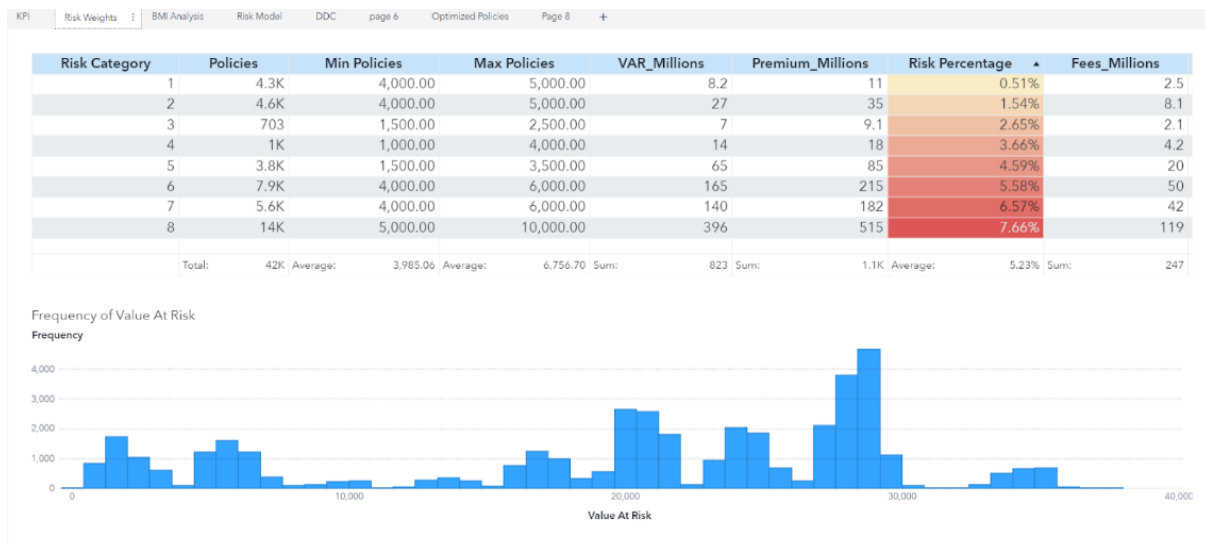 KPI Risk Weights BMI Analysis Risk Model DDC page 6 Optimized Policies Page 8 +
Risk Category Policies Min Policies Max Policies VAR_Millions Premium_Millions Risk Percentage Fees_Millions
1 4.3K 4,000.00 5,000.00 8.2 11 0.51% 2.5
2 4.6K 4,000.00 5,000.00 27 35 1.54% 8.1
3 703 1,500.00 2,500.00 7 9.1 2.65% 2.1
4 1K 1,000.00 4,000.00 14 18 3.66% 4.2
5 3.8K 1,500.00 3,500.00 65 85 4.59% 20
6 7.9K 4,000.00 6,000.00 165 215 5.58% 50
7 5.6K 4,000.00 6,000.00 140 182 6.57% 42
8 14K 5,000.00 10,000.00 396 515 7.66% 119
Total: 42K Average: 3,985.06 Average: 6,756.70 Sum: 823 Sum: 1.1K Average: 5.23% Sum: 247
Frequency of Value At Risk
Frequency
4,000
3,000
2,000
1,000
0
0 10,000 20,000 30,000 40,000
Value At Risk